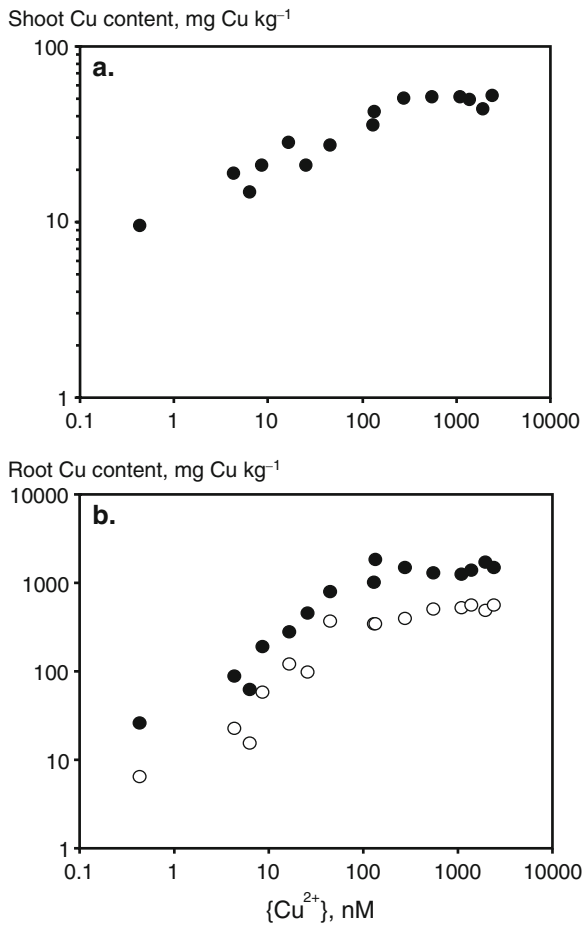 Shoot Cu content, mg Cu kg⁻¹
100
a.
10
1
0.1 1 10 100 1000 10000
Root Cu content, mg Cu kg⁻¹
10000
b.
1000
100
10
1
0.1 1 10 100 1000 10000
{Cu²⁺}, nM